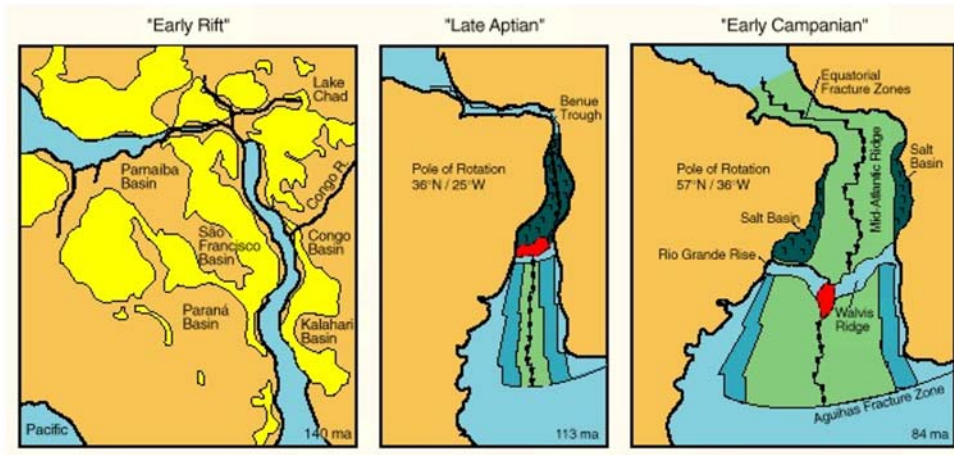 "Early Rift"
Lake
Chad
Parnaiba
Basin
Congo R.
São
Francisco
Basin
Congo
Basin
Paraná
Basin
Kalahari
Basin
Pacific
140 ma
"Late Aptian"
Benue
Trough
Pole of Rotation
36°N / 25°W
113 ma
"Early Campanian"
Equatorial
Fracture Zones
Salt
Basin
Pole of Rotation
57°N / 36°W
Mid-Atlantic Ridge
Salt Basin
Rio Grande Rise
Walvis
Ridge
Agulhas Fracture Zone
84 ma